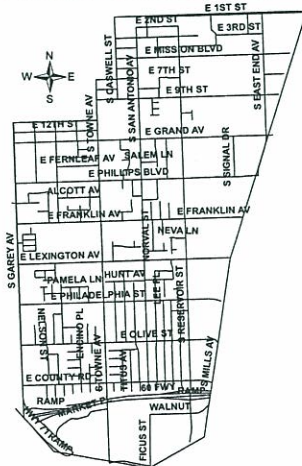 E 1ST ST
E 2ND ST
E 3RD ST
N
W E
S
E MISSION BLVD
S CASWELL ST
S SAN ANTONIO AV
E 7TH ST
E 9TH ST
S EAST END AV
E 12TH ST
S TOWNE AV
E GRAND AV
E FERNLEAF AV
SALEM LN
S SIGNAL DR
E PHILLIPS BLVD
ALCOTT AV
E FRANKLIN AV
E FRANKLIN AV
NORVAL ST
NEVA LN
S GAREY AV
E LEXINGTON AV
HUNT AV
PAMELA LN
E PHILADELPHIA ST
LEE PL
S RESERVOIR ST
NELSON ST
ENCINO PL
E OLIVE ST
S TOWNE AV
TITUS AV
S MILLS AV
E COUNTY RD
60 FWY
RAMP
RAMP
MARKET P
WALNUT
HWY 71 RAMP
FICUS ST